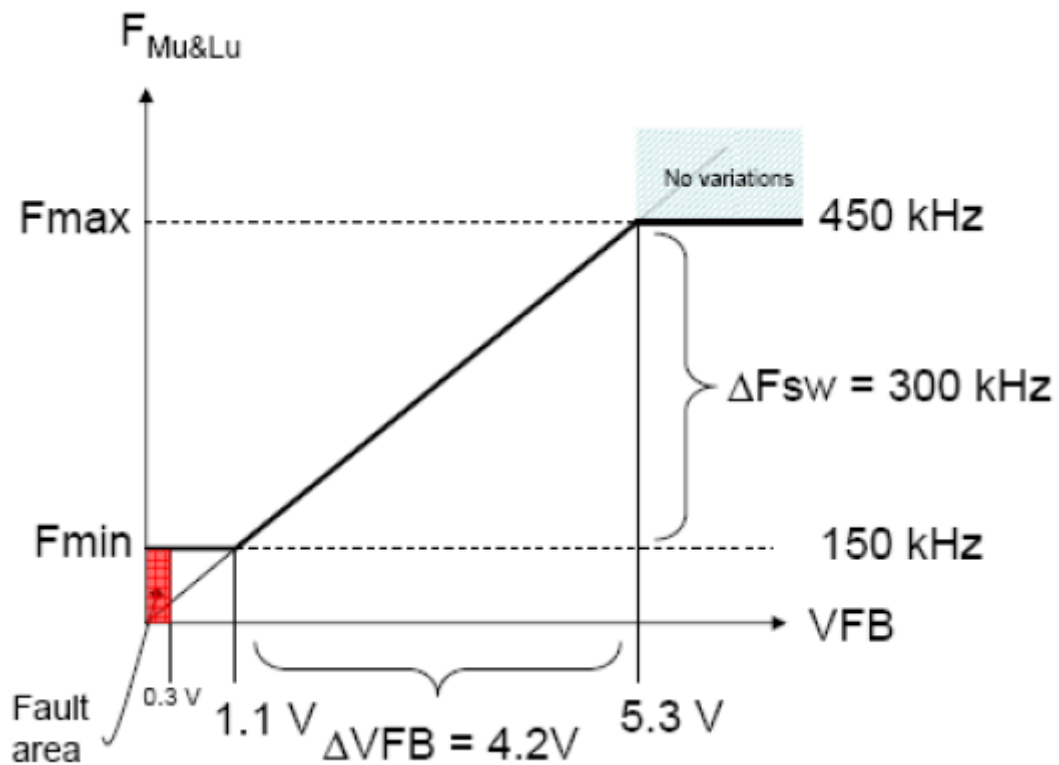 F Mu&Lu
No variations
Fmax
450 kHz
ΔFsw = 300 kHz
Fmin
150 kHz
VFB
0.3 V
1.1 V
5.3 V
Fault
area
ΔVFB = 4.2V